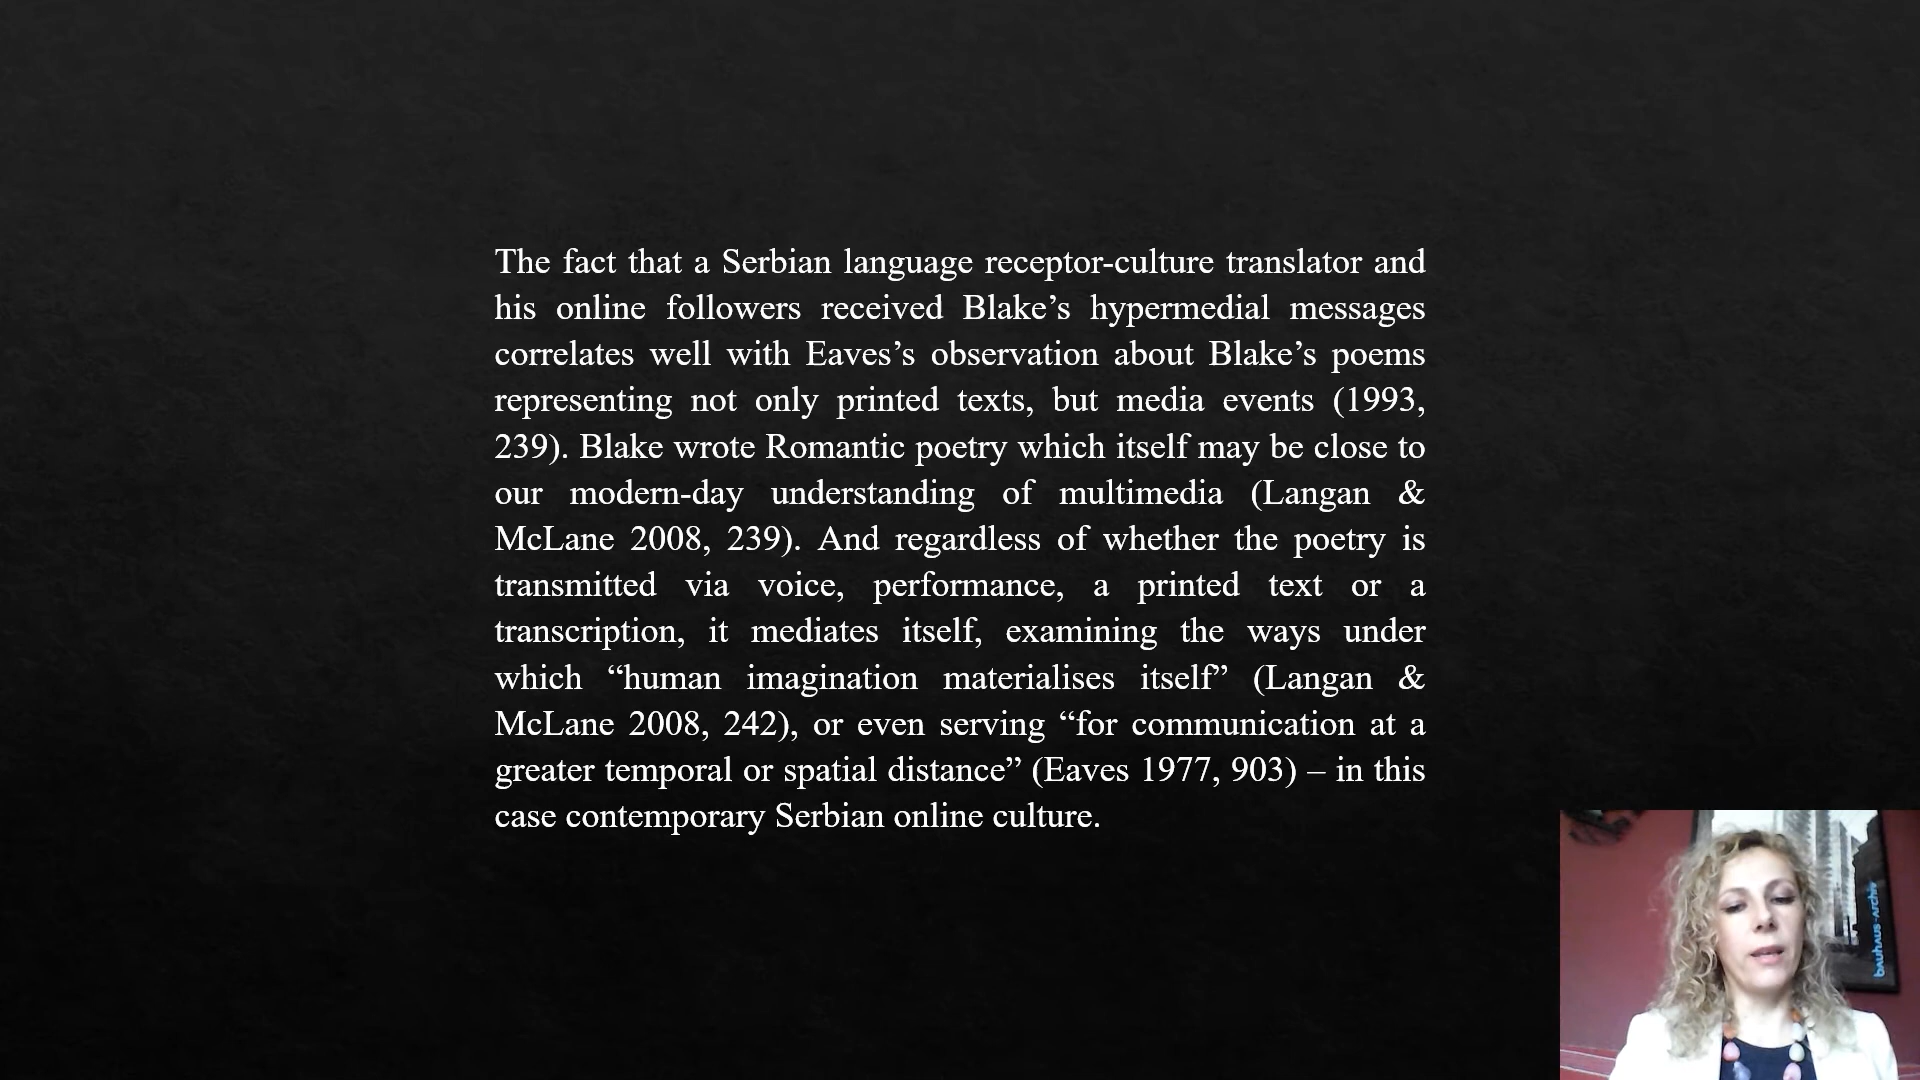 The fact that a Serbian language receptor-culture translator and
his online followers received Blake’s hypermedial messages
correlates well with Eaves’s observation about Blake’s poems
representing not only printed texts, but media events (1993,
239). Blake wrote Romantic poetry which itself may be close to
our modern-day understanding of multimedia (Langan &
McLane 2008, 239). And regardless of whether the poetry is
transmitted via voice, performance, a printed text or a
transcription, it mediates itself, examining the ways under
which “human imagination materialises itself” (Langan &
McLane 2008, 242), or even serving “for communication at a
greater temporal or spatial distance” (Eaves 1977, 903) – in this
case contemporary Serbian online culture.
bauhaus-archiv